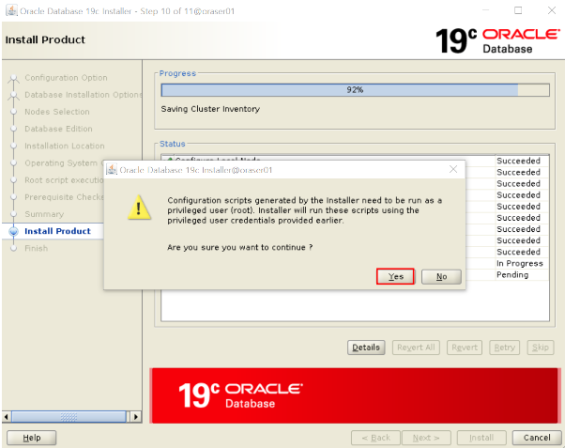 Oracle Database 19c Installer - Step 10 of 11@oraser01
Install Product
19c ORACLE
Database
Configuration Option
Database Installation Options
Nodes Selection
Database Edition
Installation Location
Operating System
Root script executio
Prerequisite Checks
Summary
Install Product
Finish
Progress
92%
Saving Cluster Inventory
Status
Configure Local Node
Succeeded
Succeeded
Succeeded
Succeeded
Succeeded
Succeeded
Succeeded
Succeeded
Succeeded
In Progress
Pending
Oracle Database 19c Installer@oraser01
Configuration scripts generated by the Installer need to be run as a
privileged user (root). Installer will run these scripts using the
privileged user credentials provided earlier.
Are you sure you want to continue ?
Yes No
Details Revert All Revert Retry Skip
19c ORACLE
Database
Help < Back Next > Install Cancel